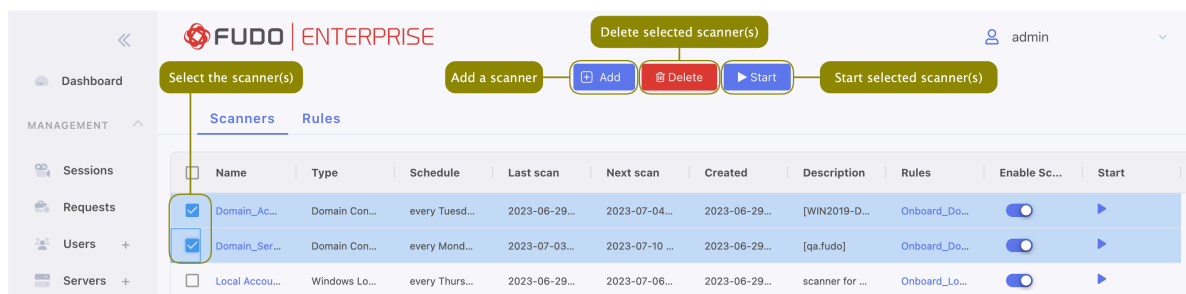 FUDO ENTERPRISE
Delete selected scanner(s)
admin
Dashboard
Select the scanner(s)
Add a scanner
Add
Delete
Start
Start selected scanner(s)
MANAGEMENT
Scanners Rules
Sessions
Name Type Schedule Last scan Next scan Created Description Rules Enable Sc... Start
Requests
Domain_Ac... Domain Con... every Tuesd... 2023-06-29... 2023-07-04... 2023-06-29... [WIN2019-D... Onboard_Do...
Users +
Domain_Ser... Domain Con... every Mond... 2023-07-03... 2023-07-10 ... 2023-06-29... [qa.fudo] Onboard_Do...
Servers +
Local Accou... Windows Lo... every Thurs... 2023-06-29... 2023-07-06... 2023-06-29... scanner for ... Onboard_Lo...